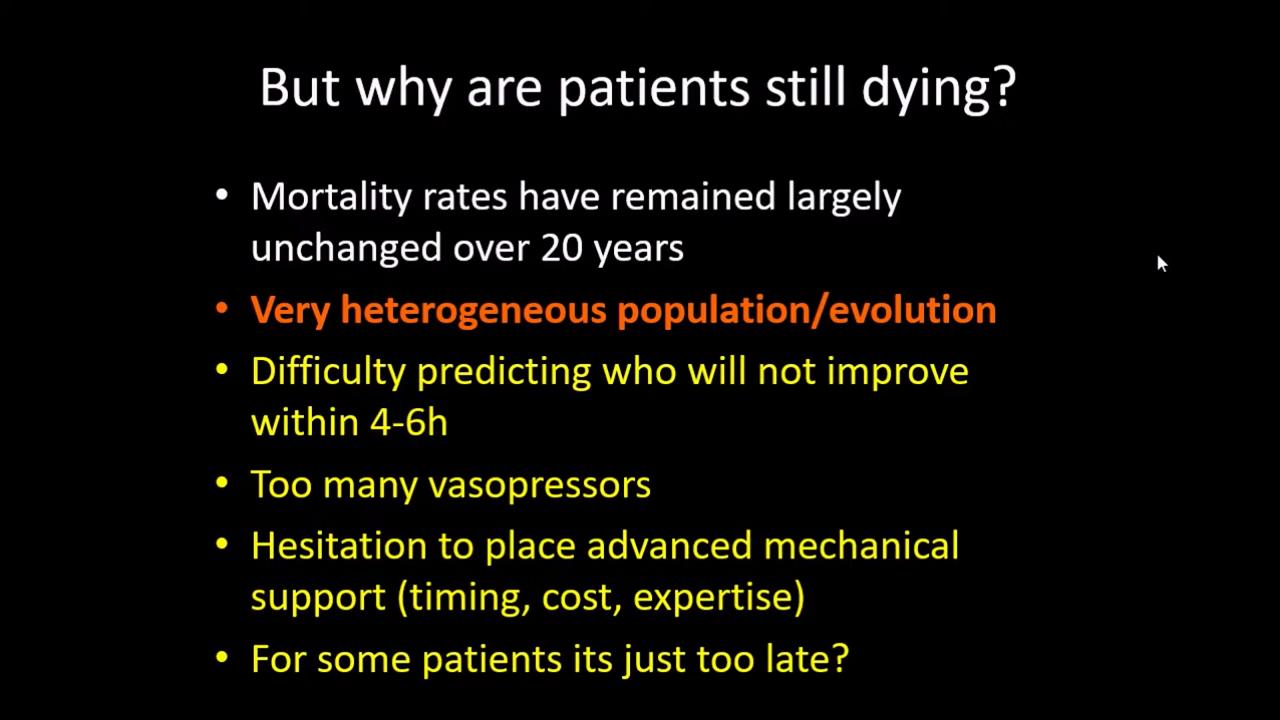 But why are patients still dying?
• Mortality rates have remained largely
unchanged over 20 years
• Very heterogeneous population/evolution
• Difficulty predicting who will not improve
within 4-6h
• Too many vasopressors
• Hesitation to place advanced mechanical
support (timing, cost, expertise)
• For some patients its just too late?